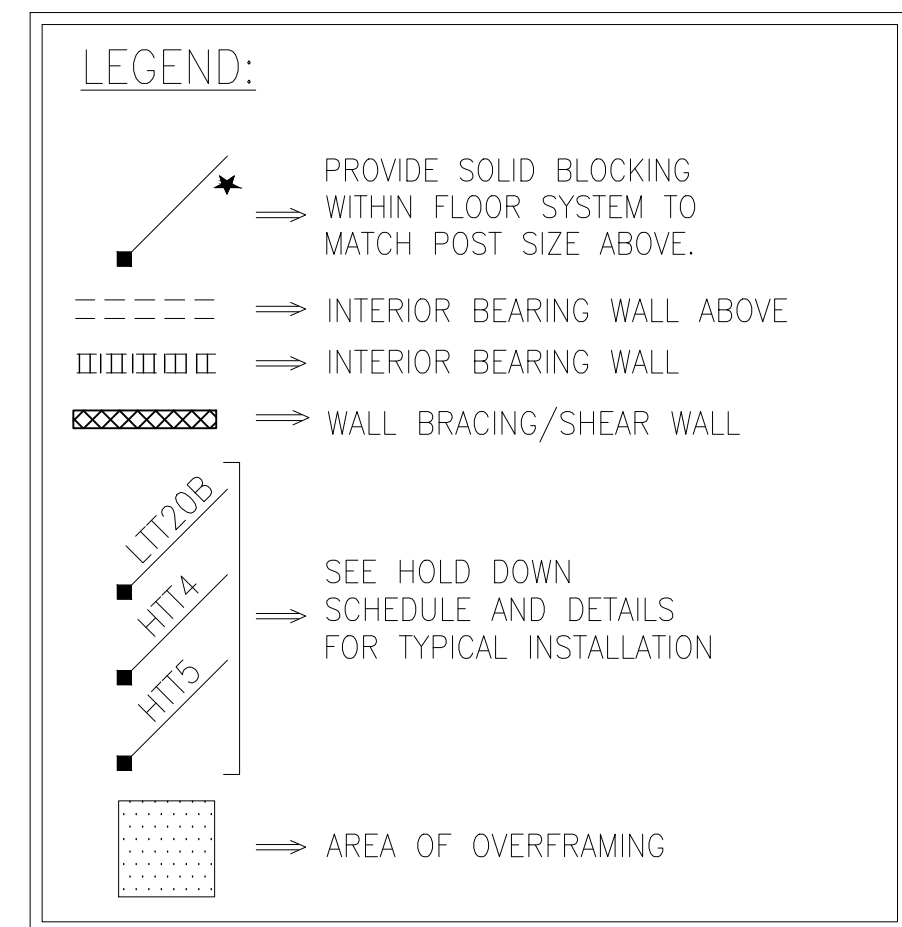 LEGEND:
PROVIDE SOLID BLOCKING
WITHIN FLOOR SYSTEM TO
MATCH POST SIZE ABOVE.
INTERIOR BEARING WALL ABOVE
INTERIOR BEARING WALL
WALL BRACING/SHEAR WALL
LTT20B
HTT4
HTT5
SEE HOLD DOWN
SCHEDULE AND DETAILS
FOR TYPICAL INSTALLATION
AREA OF OVERFRAMING